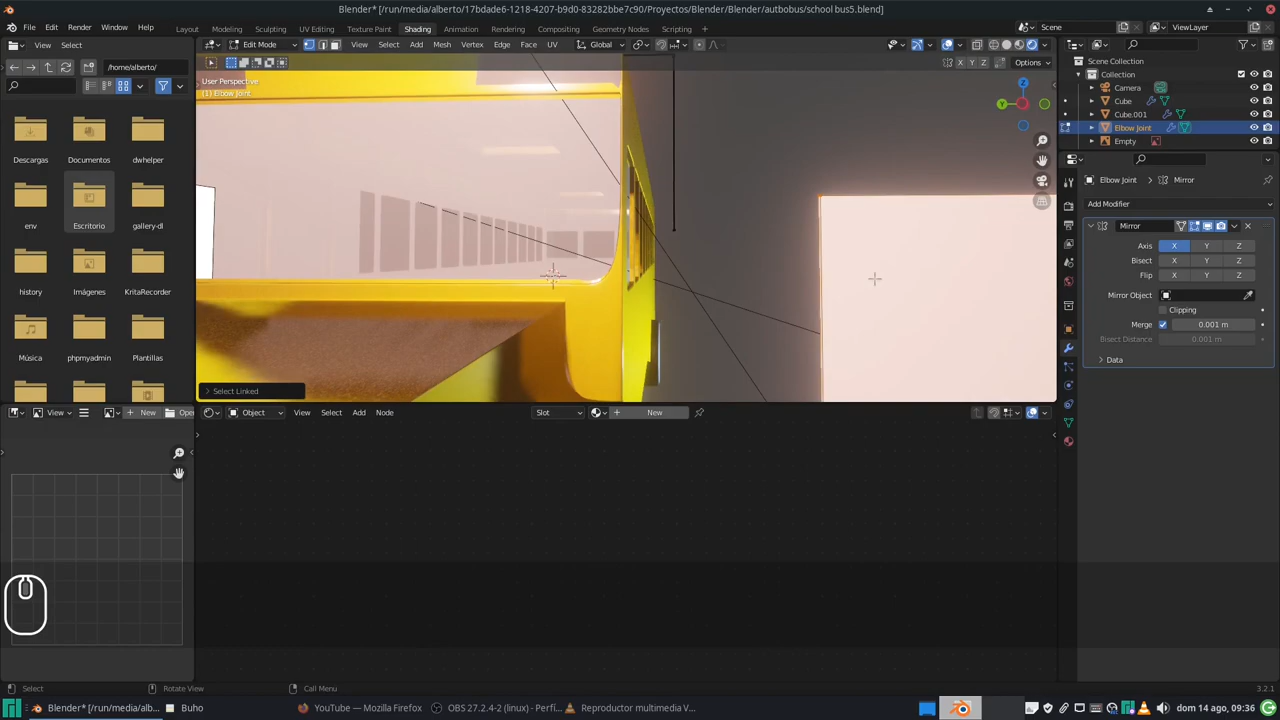 Blender* [/run/media/alberto/17bdade6-1218-4207-b9d0-83282bbe7c90/Proyectos/Blender/Blender/autbobus/school bus5.blend]
File Edit Render Window Help
Layout Modeling Sculpting UV Editing Texture Paint Shading Animation Rendering Compositing Geometry Nodes Scripting
Scene
ViewLayer
View Select
Edit Mode View Select Add Mesh Vertex Edge Face UV
Global
X Y Z Options
/home/alberto/
User Perspective
(1) Elbow Joint
Z
Y
Descargas Documentos dwhelper
env Escritorio gallery-dl
history Imágenes KritaRecorder
Música phpmyadmin Plantillas
Select Linked
Scene Collection
Collection
Camera
Cube
Cube.001
Elbow Joint
Empty
Elbow Joint Mirror
Add Modifier
Mirror
Axis X Y Z
Bisect X Y Z
Flip X Y Z
Mirror Object
Clipping
Merge 0.001 m
Bisect Distance 0.001 m
Data
View New Open
Object View Select Add Node
Slot New
Select Rotate View Call Menu
3.2.1
Blender* [/run/media/alberto/17b... Buho YouTube — Mozilla Firefox OBS 27.2.4-2 (linux) - Perfi... Reproductor multimedia V...
dom 14 ago, 09:36